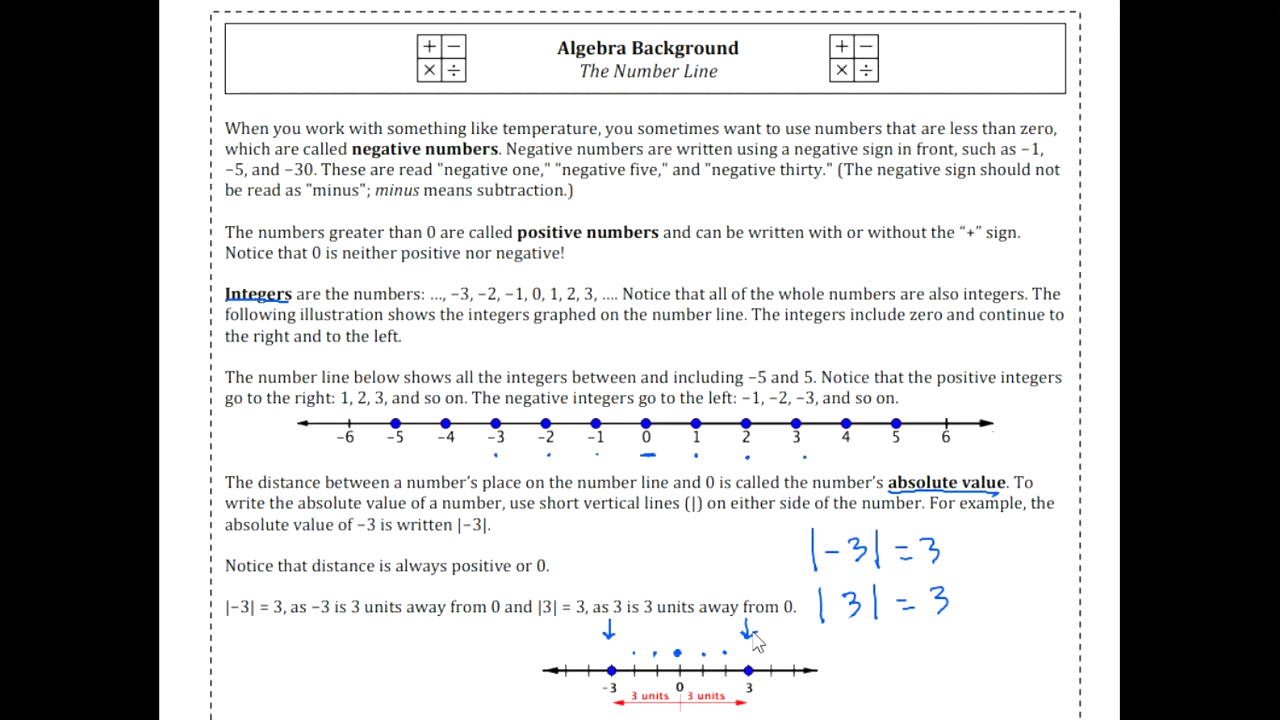 + − Algebra Background + −
× ÷ The Number Line × ÷
When you work with something like temperature, you sometimes want to use numbers that are less than zero,
which are called negative numbers. Negative numbers are written using a negative sign in front, such as −1,
−5, and −30. These are read "negative one," "negative five," and "negative thirty." (The negative sign should not
be read as "minus"; minus means subtraction.)
The numbers greater than 0 are called positive numbers and can be written with or without the “+” sign.
Notice that 0 is neither positive nor negative!
Integers are the numbers: ..., −3, −2, −1, 0, 1, 2, 3, .... Notice that all of the whole numbers are also integers. The
following illustration shows the integers graphed on the number line. The integers include zero and continue to
the right and to the left.
The number line below shows all the integers between and including −5 and 5. Notice that the positive integers
go to the right: 1, 2, 3, and so on. The negative integers go to the left: −1, −2, −3, and so on.
−6 −5 −4 −3 −2 −1 0 1 2 3 4 5 6
The distance between a number’s place on the number line and 0 is called the number’s absolute value. To
write the absolute value of a number, use short vertical lines (|) on either side of the number. For example, the
absolute value of −3 is written |−3|.
|−3| = 3
Notice that distance is always positive or 0.
|−3| = 3, as −3 is 3 units away from 0 and |3| = 3, as 3 is 3 units away from 0.
|3| = 3
−3 0 3
3 units 3 units